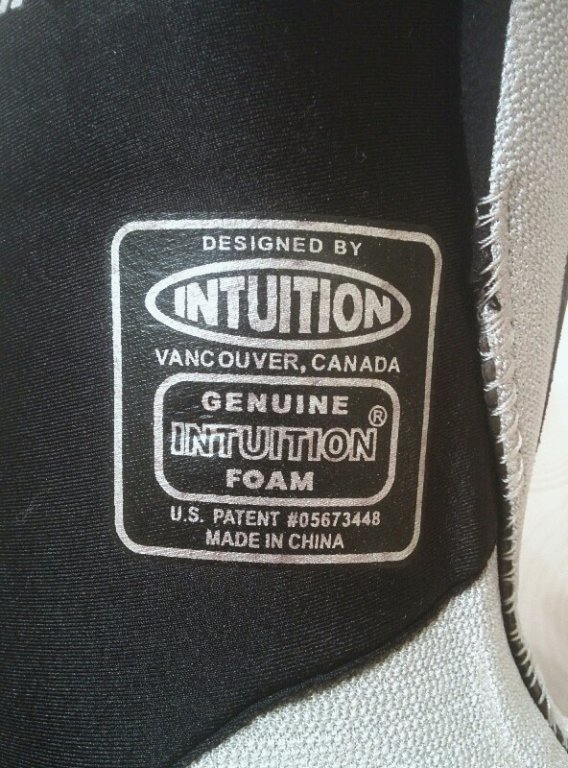 DESIGNED BY
INTUITION
VANCOUVER, CANADA
GENUINE
INTUITION®
FOAM
U.S. PATENT #05673448
MADE IN CHINA